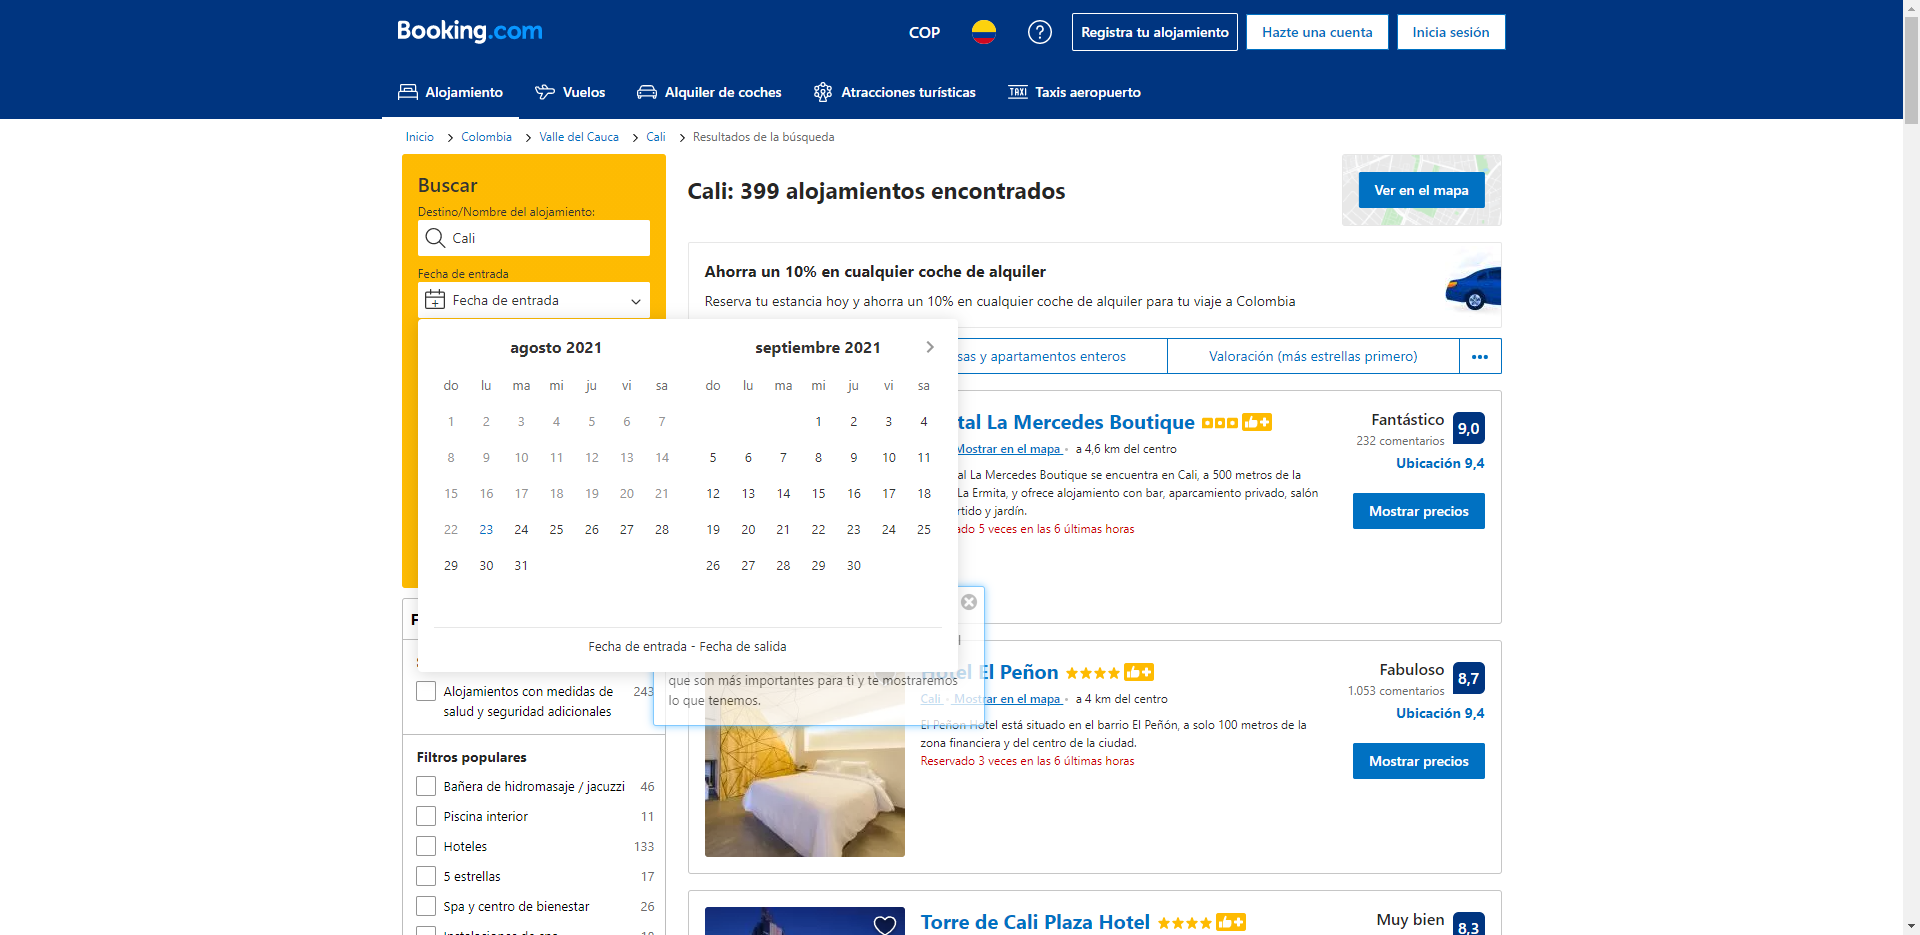 Booking.com
COP
Registra tu alojamiento
Hazte una cuenta
Inicia sesión
Alojamiento
Vuelos
Alquiler de coches
TAXI
Atracciones turísticas
Taxis aeropuerto
Inicio > Colombia > Valle del Cauca > Cali > Resultados de la búsqueda
Buscar
Destino/Nombre del alojamiento:
Cali
Fecha de entrada
Fecha de entrada
agosto 2021
do lu ma mi ju vi sa
1 2 3 4 5 6 7
8 9 10 11 12 13 14
15 16 17 18 19 20 21
22 23 24 25 26 27 28
29 30 31
septiembre 2021
do lu ma mi ju vi sa
1 2 3 4
5 6 7 8 9 10 11
12 13 14 15 16 17 18
19 20 21 22 23 24 25
26 27 28 29 30
Fecha de entrada - Fecha de salida
que son más importantes para ti y te mostraremos
lo que tenemos.
Alojamientos con medidas de
salud y seguridad adicionales
243
Filtros populares
Bañera de hidromasaje / jacuzzi 46
Piscina interior 11
Hoteles 133
5 estrellas 17
Spa y centro de bienestar 26
Cali: 399 alojamientos encontrados
Ver en el mapa
Ahorra un 10% en cualquier coche de alquiler
Reserva tu estancia hoy y ahorra un 10% en cualquier coche de alquiler para tu viaje a Colombia
sas y apartamentos enteros
Valoración (más estrellas primero)
•••
tal La Mercedes Boutique
Mostrar en el mapa • a 4,6 km del centro
al La Mercedes Boutique se encuentra en Cali, a 500 metros de la
La Ermita, y ofrece alojamiento con bar, aparcamiento privado, salón
rtido y jardín.
ado 5 veces en las 6 últimas horas
Fantástico
232 comentarios
9,0
Ubicación 9,4
Mostrar precios
Hotel El Peñon
Cali • Mostrar en el mapa • a 4 km del centro
El Peñon Hotel está situado en el barrio El Peñón, a solo 100 metros de la
zona financiera y del centro de la ciudad.
Reservado 3 veces en las 6 últimas horas
Fabuloso
1.053 comentarios
8,7
Ubicación 9,4
Mostrar precios
Torre de Cali Plaza Hotel
Muy bien
8,3